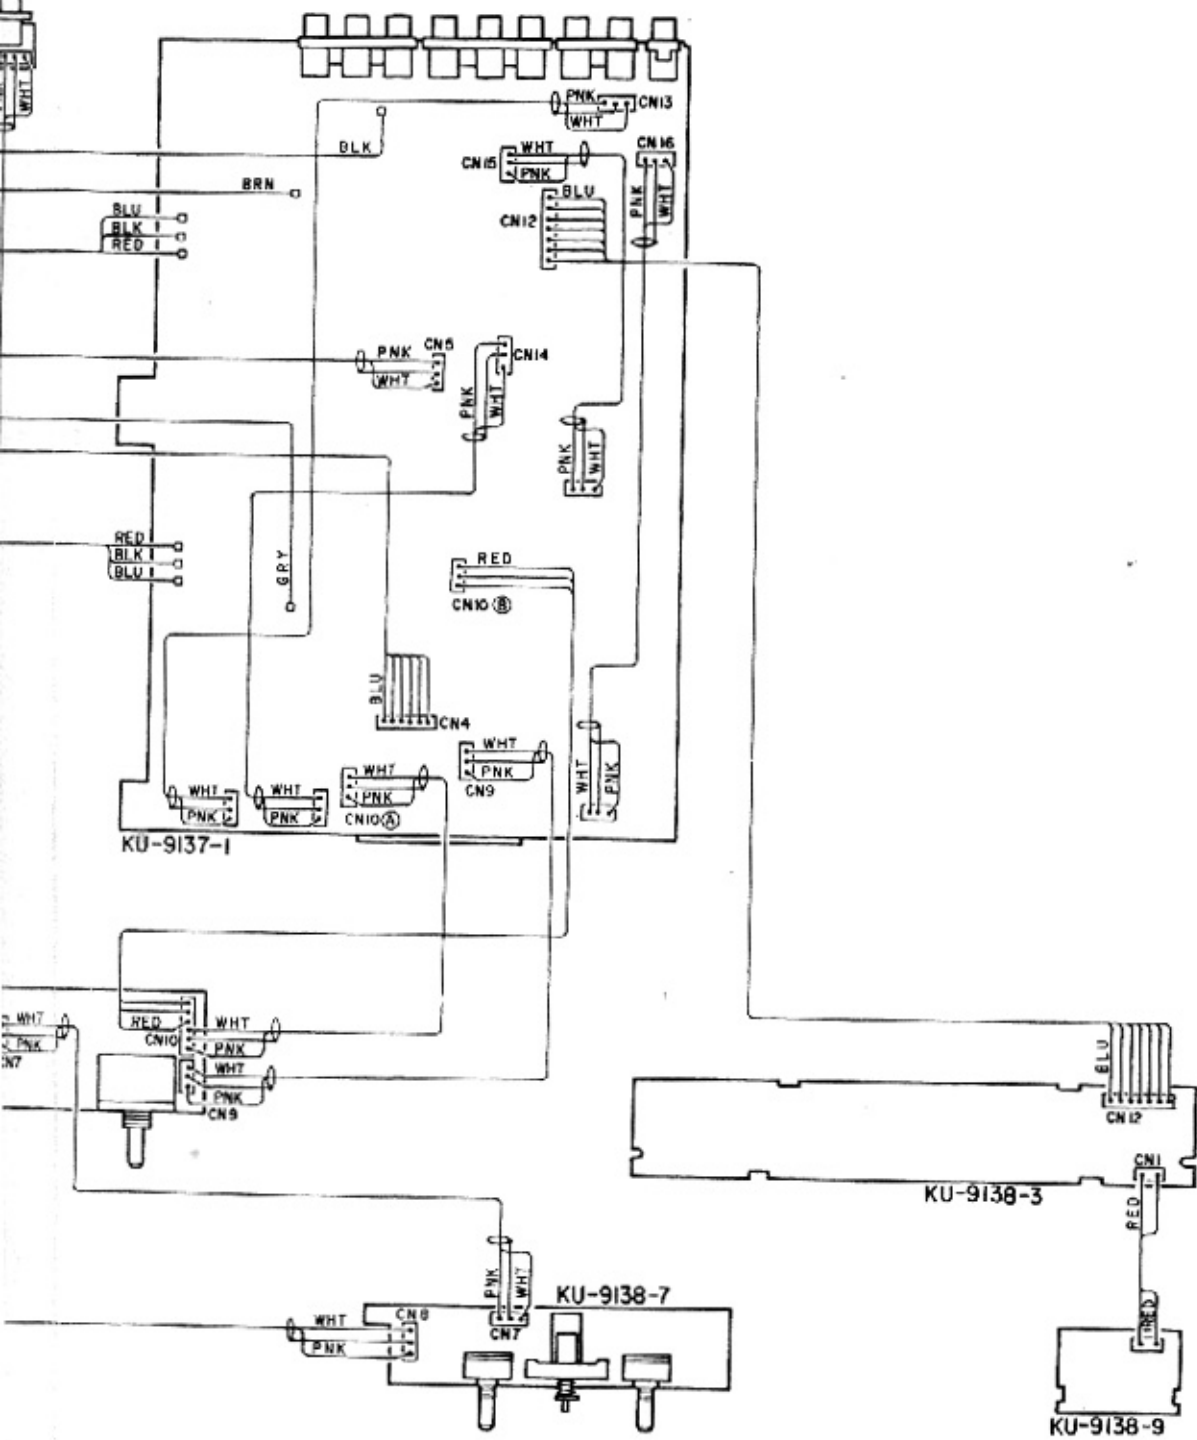 WHT
PNK
CN13
WHT
BLK
CN15
WHT
PNK
CN16
PNK
WHT
BRN
BLU
BLK
RED
BLU
CN12
PNK
CN6
WHT
CN14
PNK
WHT
PNK
WHT
RED
BLK
BLU
GRY
RED
CN10 Ⓑ
BLU
CN4
WHT
PNK
CN9
WHT
PNK
WHT
PNK
WHT
PNK
CN10Ⓐ
WHT
PNK
KU-9137-1
WHT
PNK
CN7
RED
CN10
WHT
PNK
WHT
PNK
CN9
BLU
CN12
CN1
KU-9138-3
RED
PNK
WHT
KU-9138-7
WHT
PNK
CN8
CN7
RED
KU-9138-9